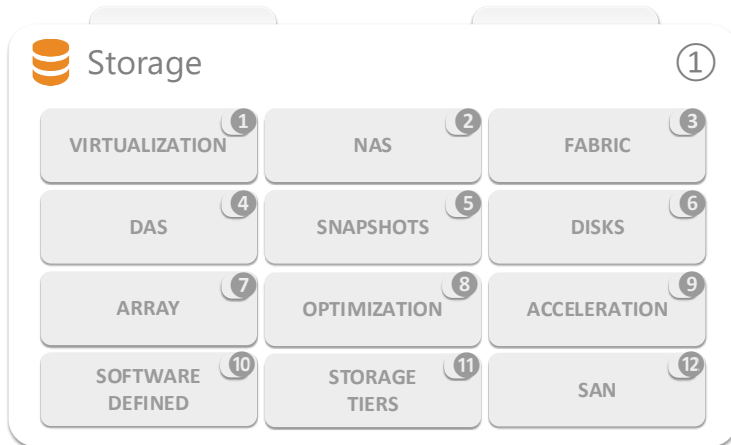 Storage ①
VIRTUALIZATION 1
NAS 2
FABRIC 3
DAS 4
SNAPSHOTS 5
DISKS 6
ARRAY 7
OPTIMIZATION 8
ACCELERATION 9
SOFTWARE 10
DEFINED
STORAGE 11
TIERS
SAN 12